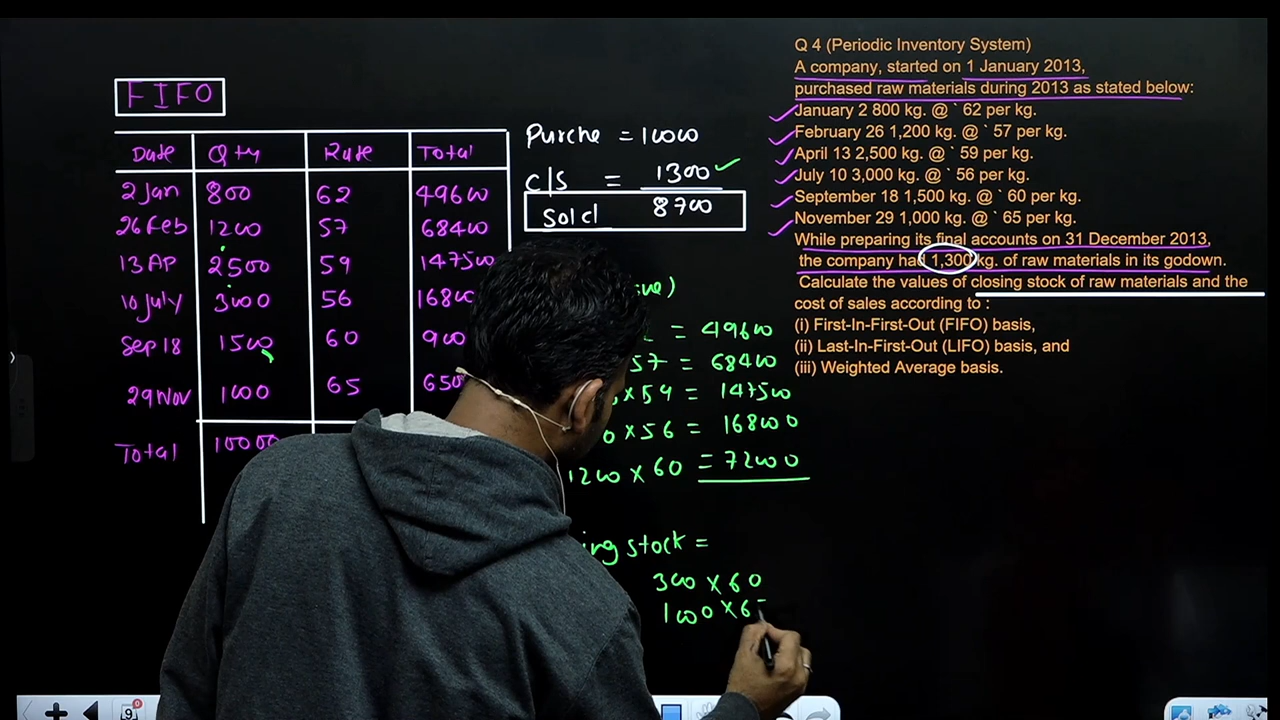 FIFO
Date Qty Rate Total
2 Jan 800 62 49600
26 Feb 1200 57 68400
13 AP 2500 59 147500
10 July 3000 56 1680
Sep 18 1500 60 900
29 Nov 1000 65 650
Total 10000
Purche = 10000
C/S = 1300
Sold 8700
= 49600
57 = 68400
×59 = 147500
0 ×56 = 168000
1200 × 60 = 72000
ing stock =
300 × 60
1000 × 6
Q 4 (Periodic Inventory System)
A company, started on 1 January 2013,
purchased raw materials during 2013 as stated below:
January 2 800 kg. @ ` 62 per kg.
February 26 1,200 kg. @ ` 57 per kg.
April 13 2,500 kg. @ ` 59 per kg.
July 10 3,000 kg. @ ` 56 per kg.
September 18 1,500 kg. @ ` 60 per kg.
November 29 1,000 kg. @ ` 65 per kg.
While preparing its final accounts on 31 December 2013,
the company had 1,300 kg. of raw materials in its godown.
Calculate the values of closing stock of raw materials and the
cost of sales according to :
(i) First-In-First-Out (FIFO) basis,
(ii) Last-In-First-Out (LIFO) basis, and
(iii) Weighted Average basis.